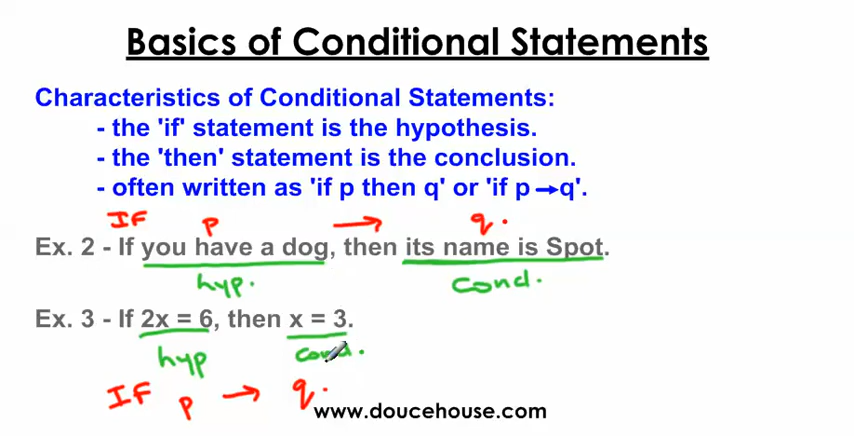 Basics of Conditional Statements
Characteristics of Conditional Statements:
- the 'if' statement is the hypothesis.
- the 'then' statement is the conclusion.
- often written as 'if p then q' or 'if p → q'.
IF p → q.
Ex. 2 - If you have a dog, then its name is Spot.
hyp. cond.
Ex. 3 - If 2x = 6, then x = 3.
hyp cond.
IF p → q.
www.doucehouse.com